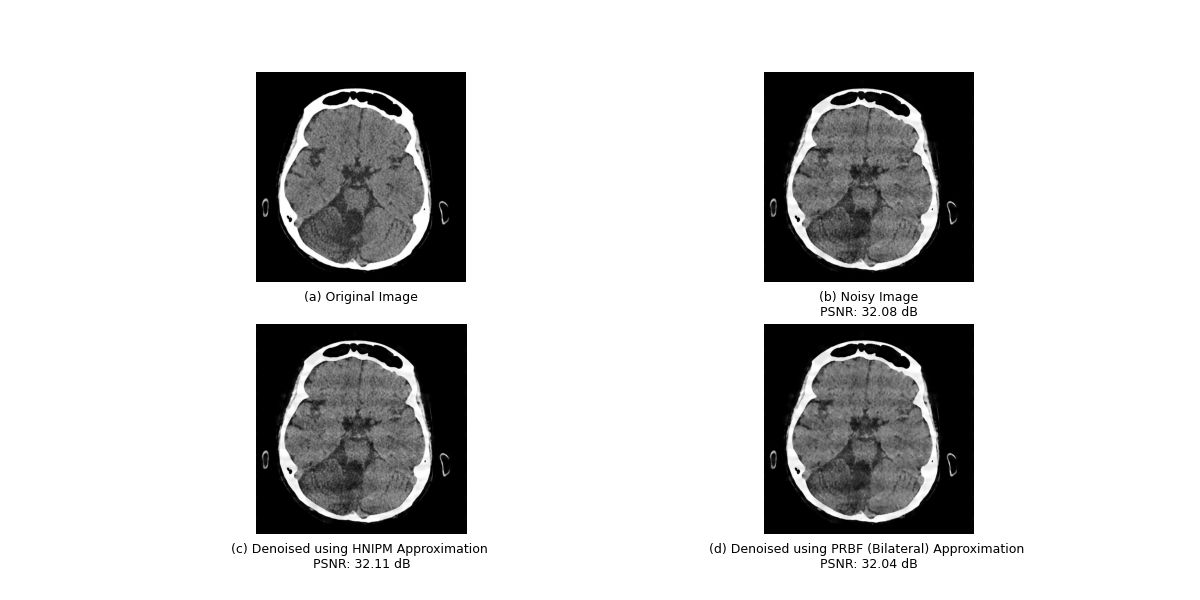 (a) Original Image
(b) Noisy Image
PSNR: 32.08 dB
(c) Denoised using HNIPM Approximation
PSNR: 32.11 dB
(d) Denoised using PRBF (Bilateral) Approximation
PSNR: 32.04 dB